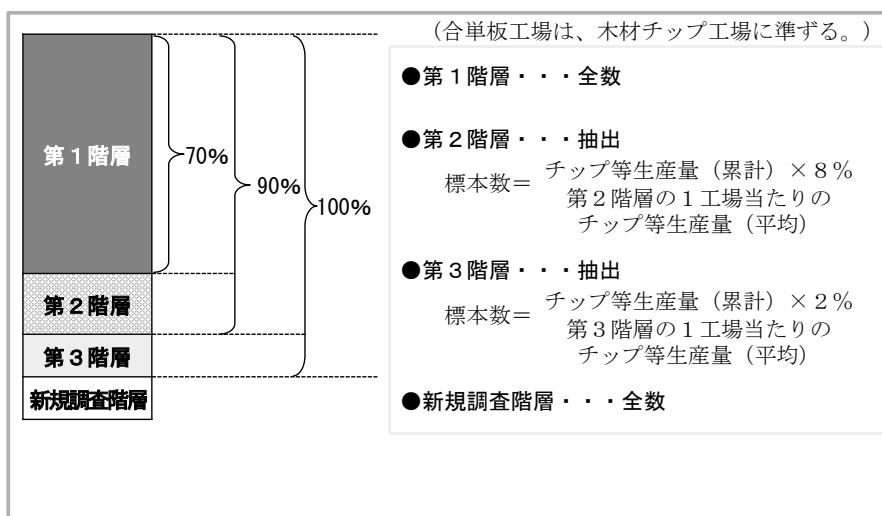 （合単板工場は、木材チップ工場に準ずる。）
第１階層
70%
90%
100%
第２階層
第３階層
新規調査階層
●第１階層・・・全数
●第２階層・・・抽出
標本数＝
チップ等生産量（累計）×８％
第２階層の１工場当たりの
チップ等生産量（平均）
●第３階層・・・抽出
標本数＝
チップ等生産量（累計）×２％
第３階層の１工場当たりの
チップ等生産量（平均）
●新規調査階層・・・全数